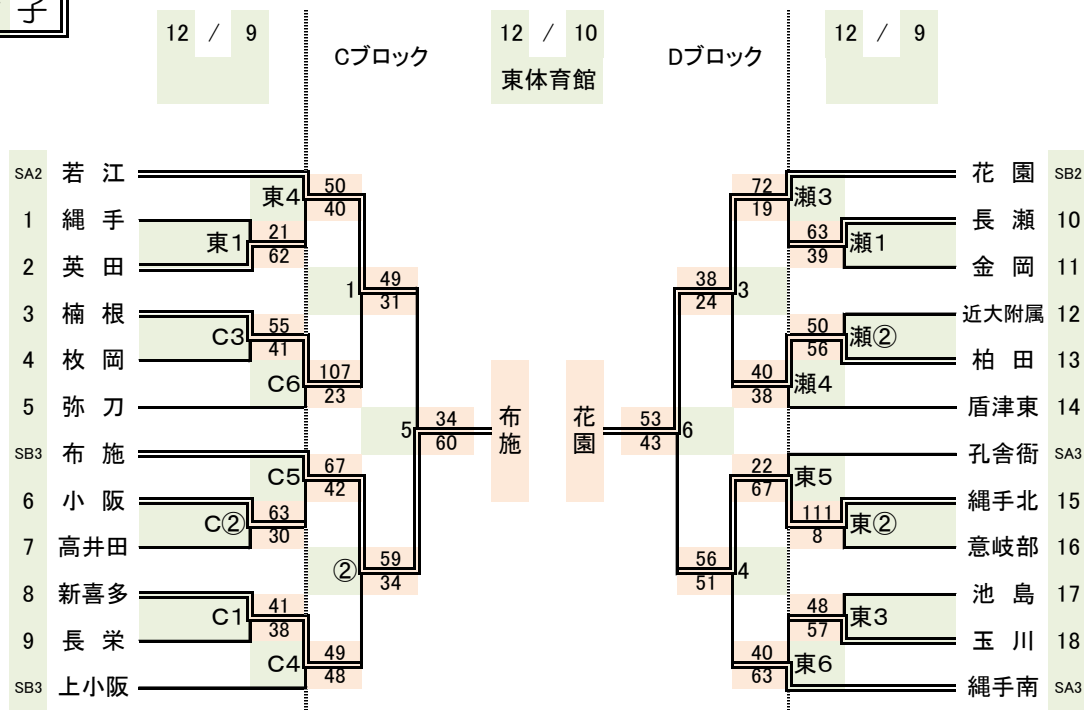 子
12 / 9
Cブロック
12 / 10
東体育館
Dブロック
12 / 9
SA2 若江
1 縄手
2 英田
3 楠根
4 枚岡
5 弥刀
SB3 布施
6 小阪
7 高井田
8 新喜多
9 長栄
SB3 上小阪
東4
東1
C3
C6
C5
C②
C1
C4
21
62
55
41
63
30
41
38
50
40
107
23
67
42
49
48
1
②
49
31
59
34
5
34
60
布施
花園
53
43
6
38
24
3
56
51
4
72
19
40
38
22
67
40
63
瀬3
瀬1
瀬②
瀬4
東5
東②
東3
東6
63
39
50
56
111
8
48
57
花園 SB2
長瀬 10
金岡 11
近大附属 12
柏田 13
盾津東 14
孔舎衙 SA3
縄手北 15
意岐部 16
池島 17
玉川 18
縄手南 SA3